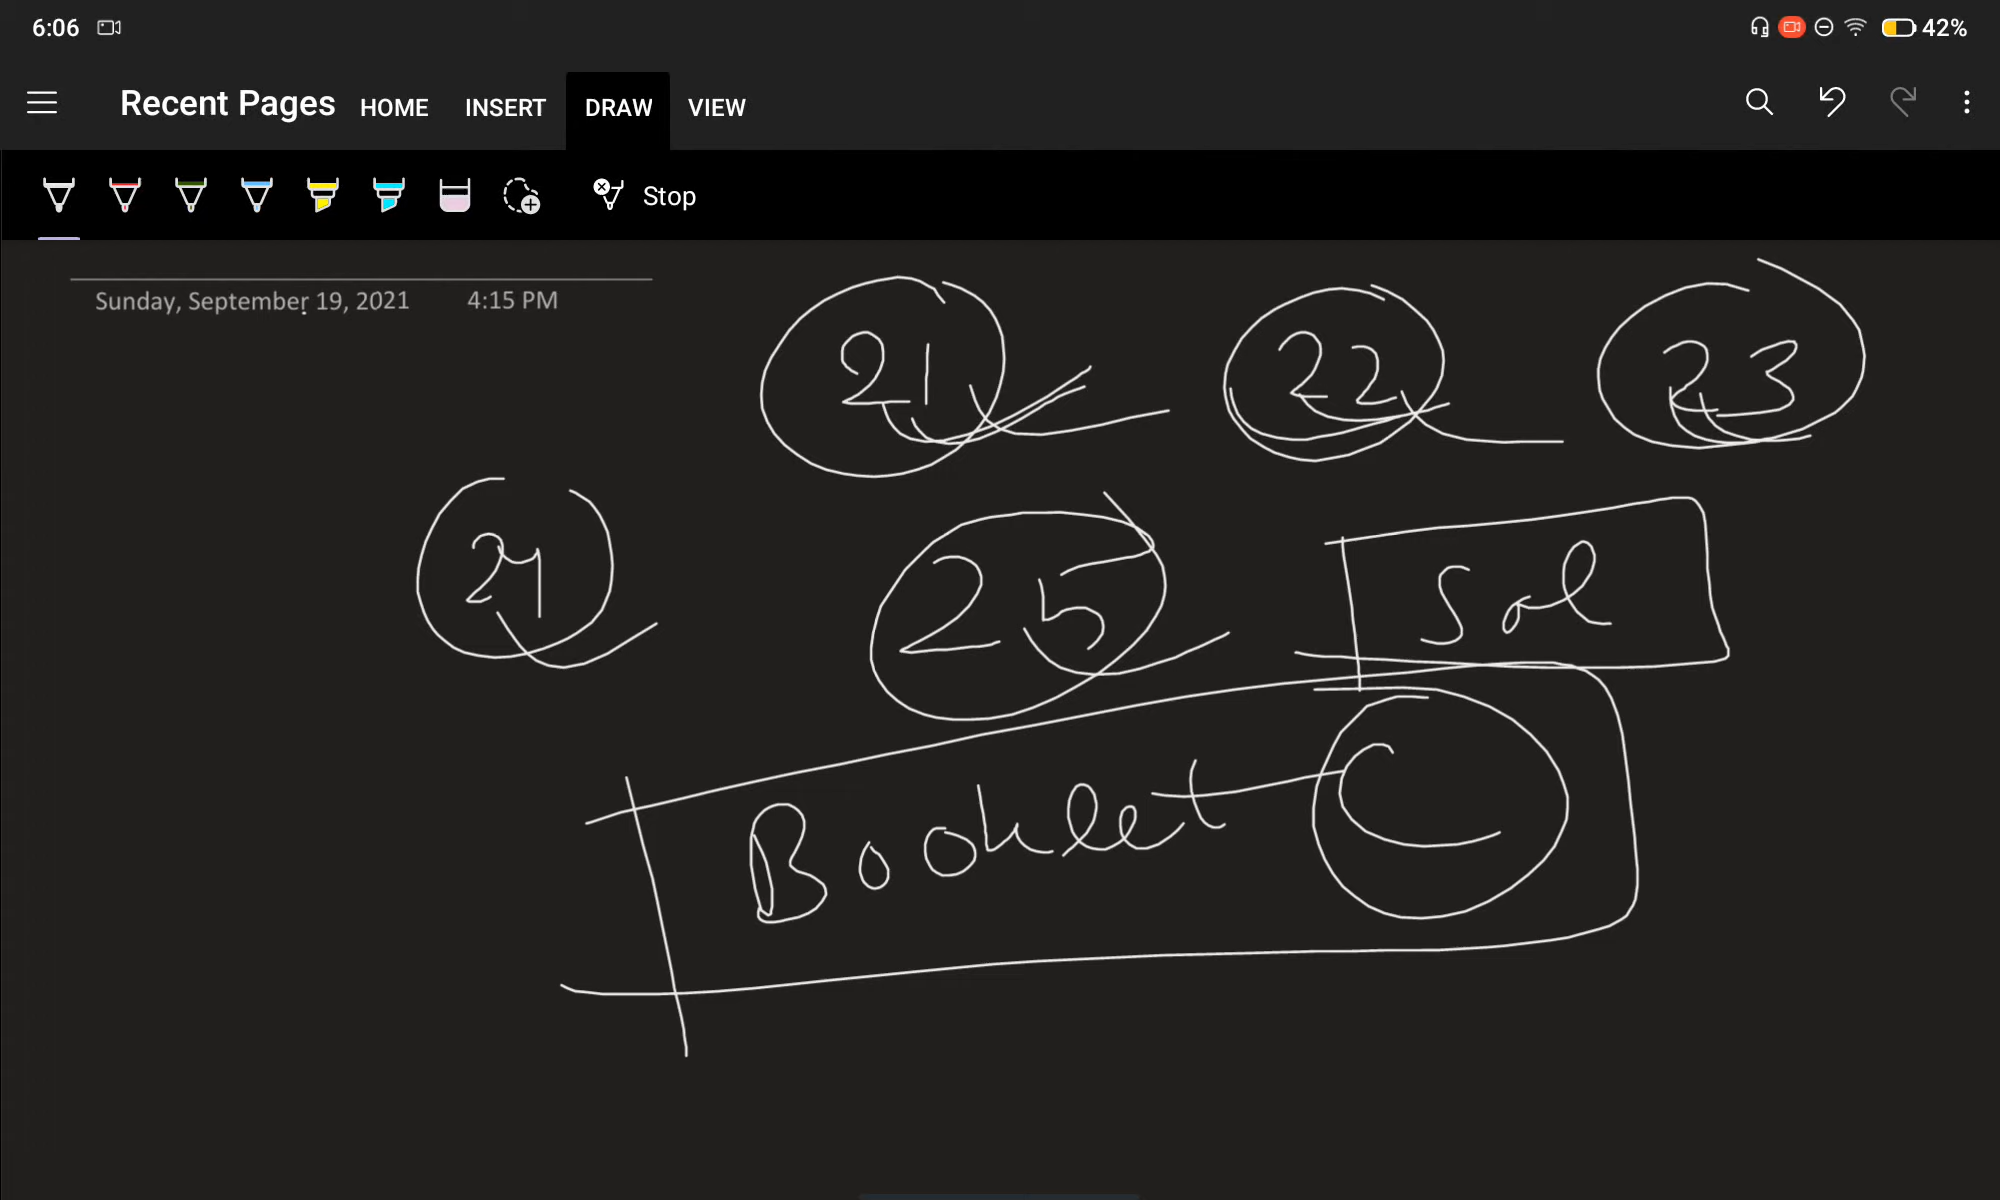 6:06 42%
Recent Pages HOME INSERT DRAW VIEW
Stop
Sunday, September 19, 2021 4:15 PM
21 22 23
24 25 Sol
Booklet - C